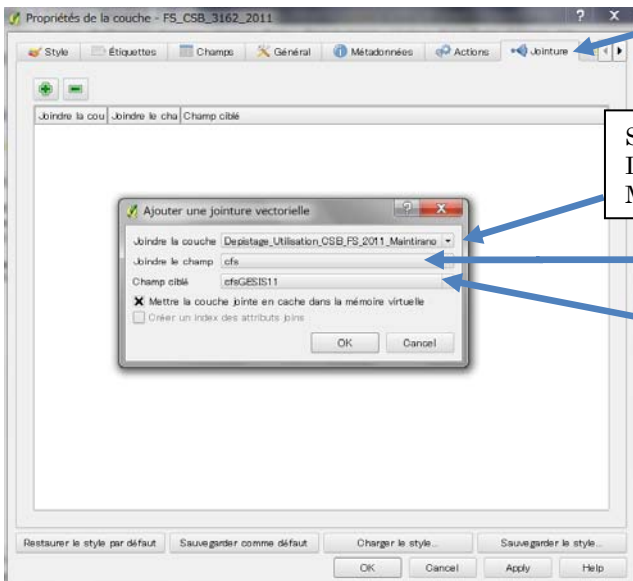 Propriétés de la couche - FS_CSB_3162_2011
Style Étiquettes Champs Général Métadonnées Actions Jointure
Joindre la cou Joindre le cha Champ ciblé
S
I
M
Ajouter une jointure vectorielle
Joindre la couche Depistage_Utilisation_CSB_FS_2011_Maintirano
Joindre le champ cfs
Champ ciblé cfsGESIS11
Mettre la couche jointe en cache dans la mémoire virtuelle
Créer un index des attributs joins
OK Cancel
Restaurer le style par défaut Sauvegarder comme défaut Charger le style... Sauvegarder le style...
OK Cancel Apply Help